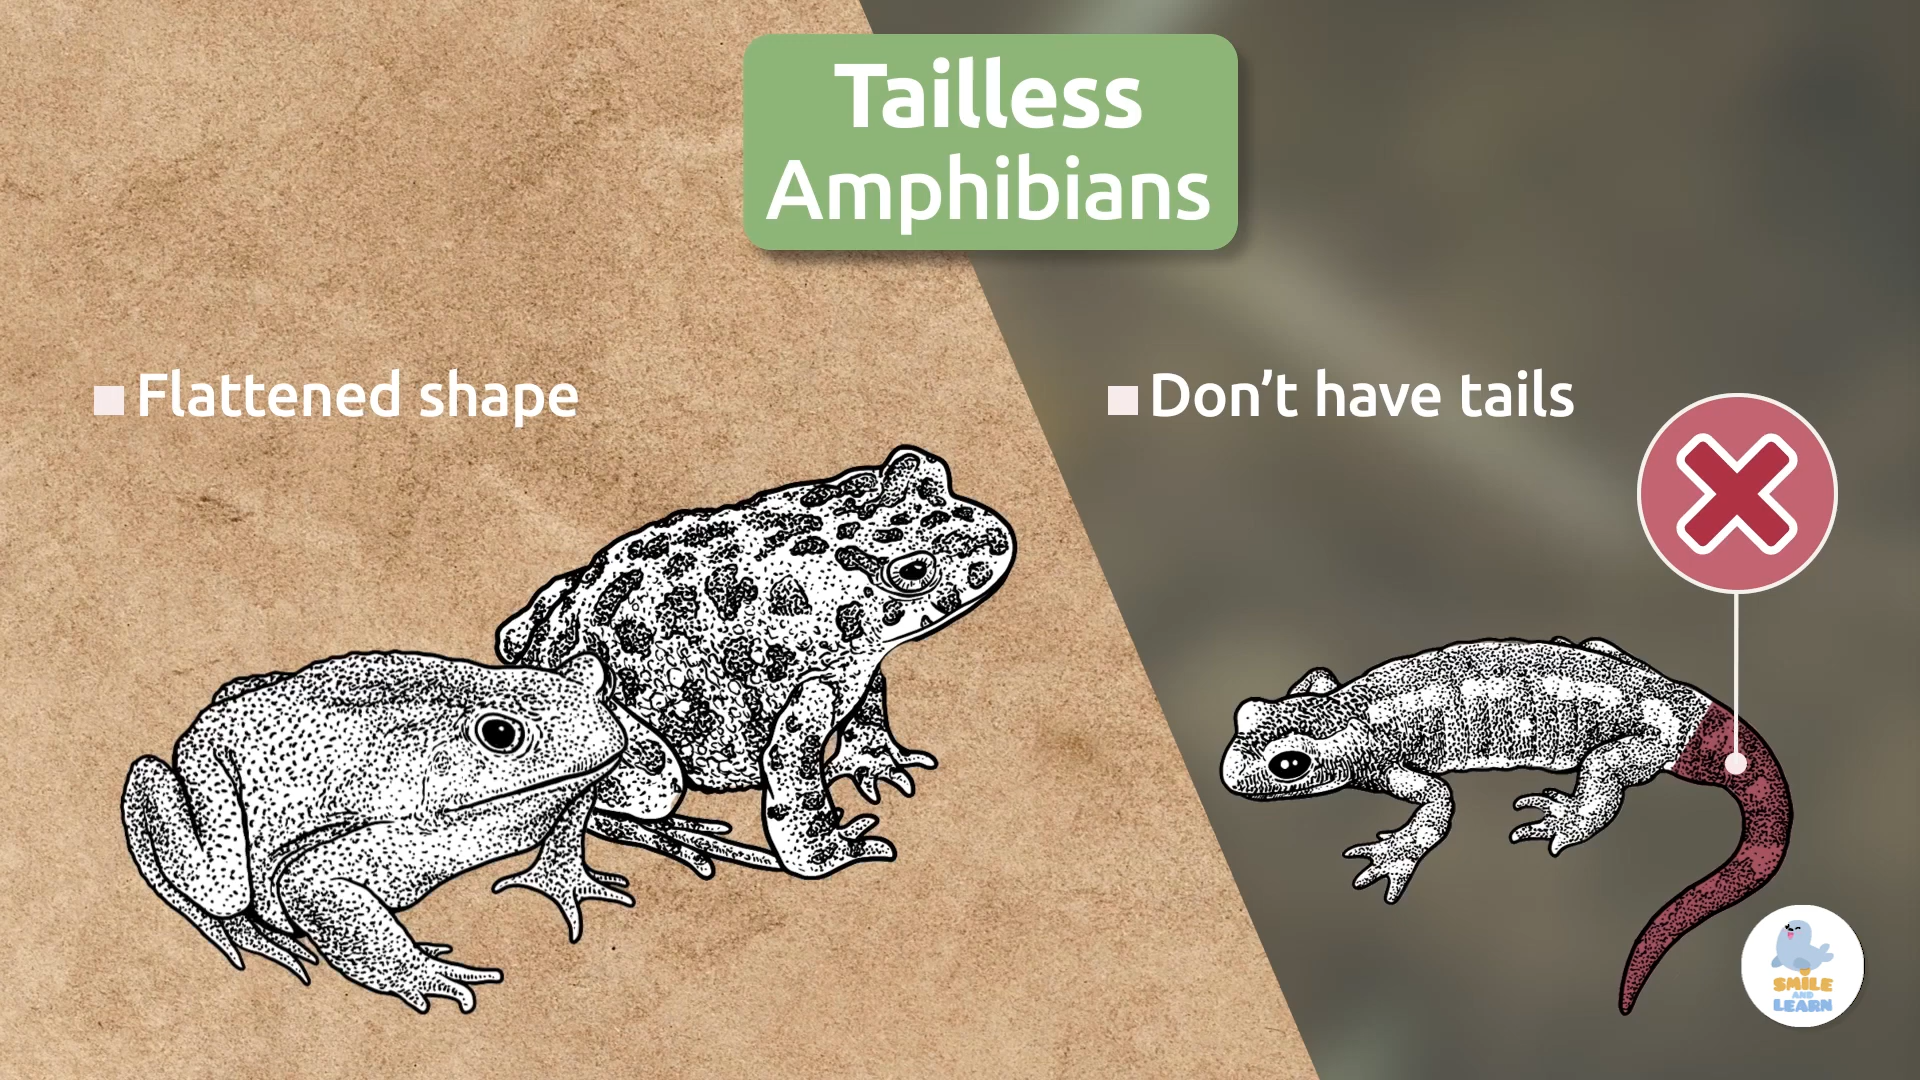 Tailless
Amphibians
Flattened shape
Don’t have tails
SMILE
AND
LEARN